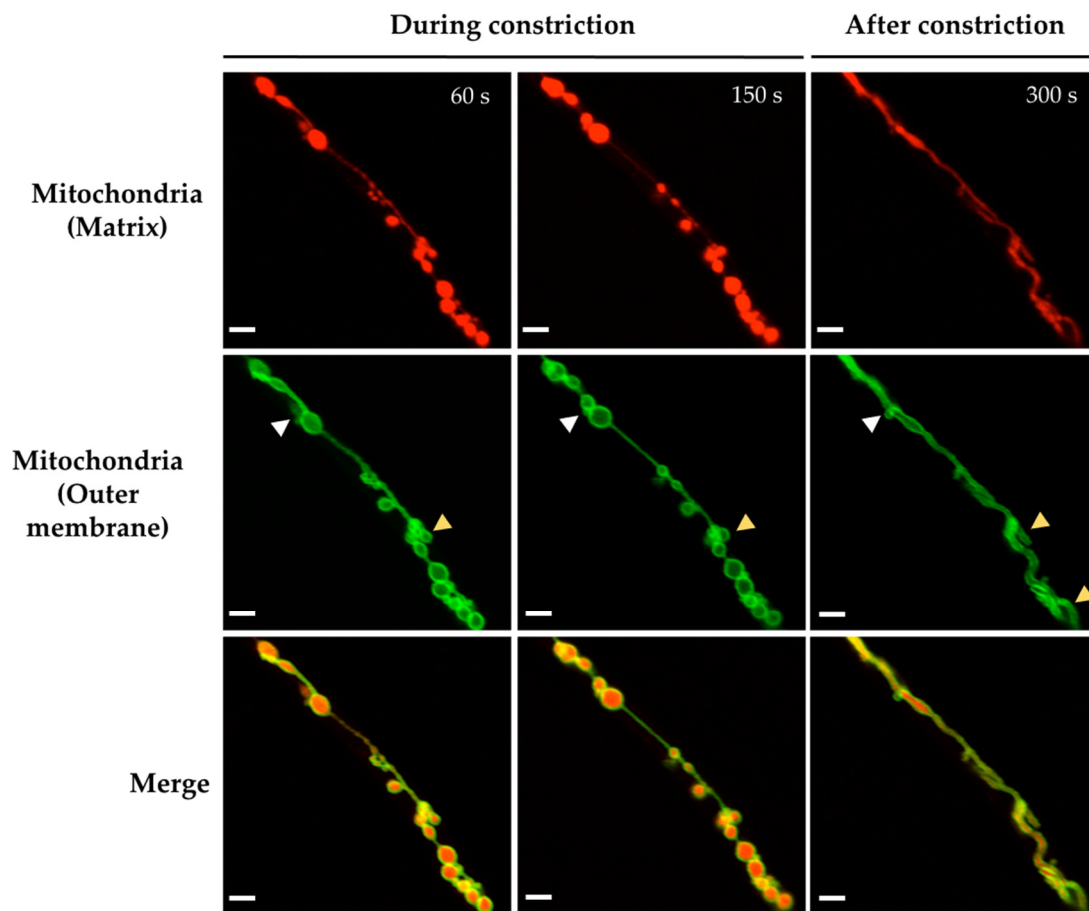 During constriction
After constriction
60 s
150 s
300 s
Mitochondria
(Matrix)
Mitochondria
(Outer
membrane)
Merge